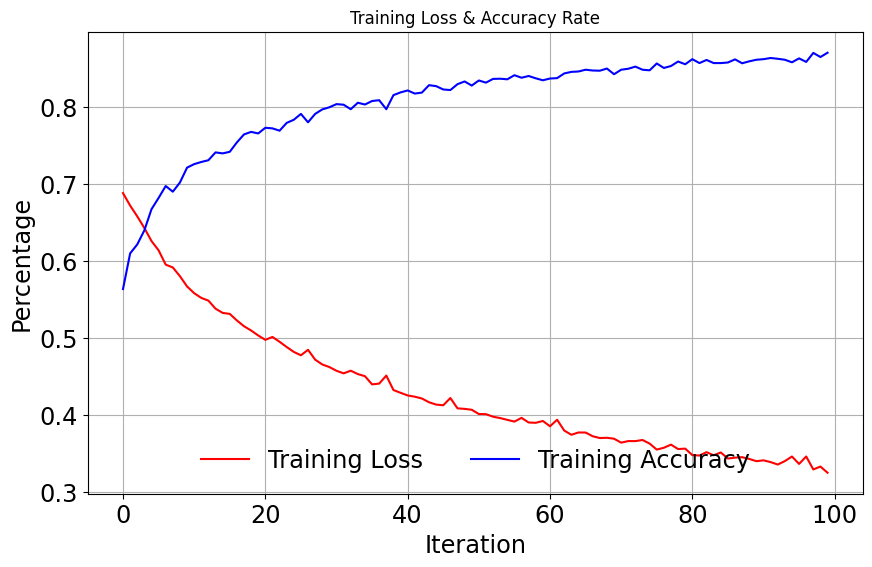 Training Loss & Accuracy Rate
Percentage
0.8
0.7
0.6
0.5
0.4
0.3
Training Loss Training Accuracy
0 20 40 60 80 100
Iteration